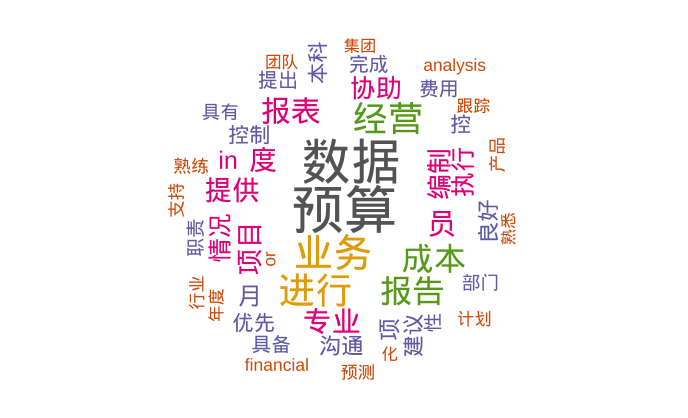 集团
本科
团队
完成
analysis
提出
协助
费用
报表
经营
跟踪
具有
控制
控
数据
in
度
产品
熟练
编制
执行
提供
支持
预算
良好
员
熟悉
职责
情况
项目
业务
or
成本
行业
年度
月
进行
报告
部门
优先
专业
项
建议
性
计划
具备
沟通
化
financial
预测